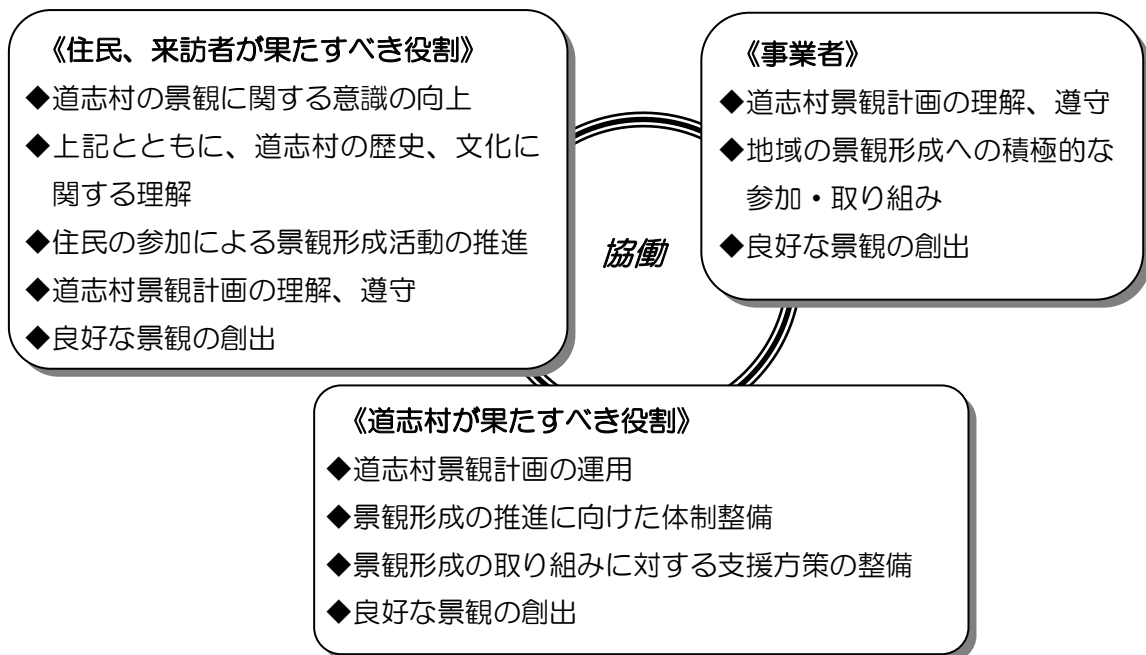 《住民、来訪者が果たすべき役割》
◆道志村の景観に関する意識の向上
◆上記とともに、道志村の歴史、文化に
関する理解
◆住民の参加による景観形成活動の推進
◆道志村景観計画の理解、遵守
◆良好な景観の創出
《事業者》
◆道志村景観計画の理解、遵守
◆地域の景観形成への積極的な
参加・取り組み
◆良好な景観の創出
協働
《道志村が果たすべき役割》
◆道志村景観計画の運用
◆景観形成の推進に向けた体制整備
◆景観形成の取り組みに対する支援方策の整備
◆良好な景観の創出